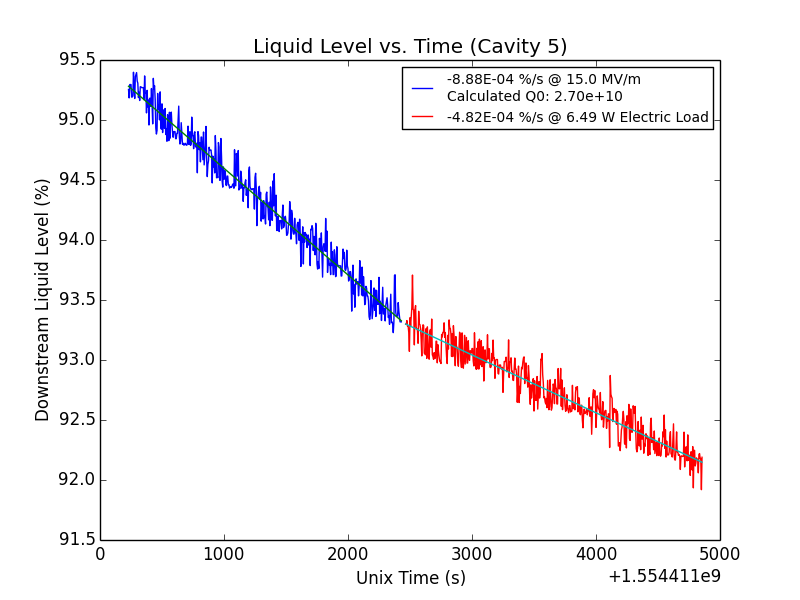 Liquid Level vs. Time (Cavity 5)
-8.88E-04 %/s @ 15.0 MV/m
Calculated Q0: 2.70e+10
-4.82E-04 %/s @ 6.49 W Electric Load
Downstream Liquid Level (%)
95.5
95.0
94.5
94.0
93.5
93.0
92.5
92.0
91.5
0 1000 2000 3000 4000 5000
Unix Time (s)
+1.554411e9